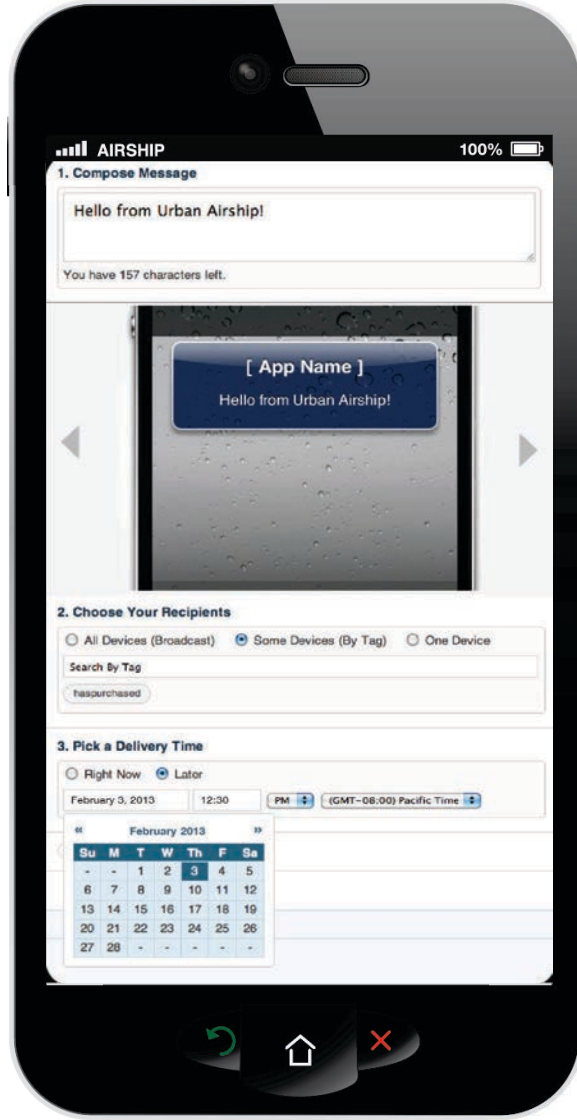 AIRSHIP 100%
1. Compose Message
Hello from Urban Airship!
You have 157 characters left.
[ App Name ]
Hello from Urban Airship!
2. Choose Your Recipients
All Devices (Broadcast) Some Devices (By Tag) One Device
Search By Tag
haspurchased
3. Pick a Delivery Time
Right Now Later
February 3, 2013 12:30 PM (GMT-08:00) Pacific Time
« February 2013 »
Su M T W Th F Sa
- - 1 2 3 4 5
6 7 8 9 10 11 12
13 14 15 16 17 18 19
20 21 22 23 24 25 26
27 28 - - - - -